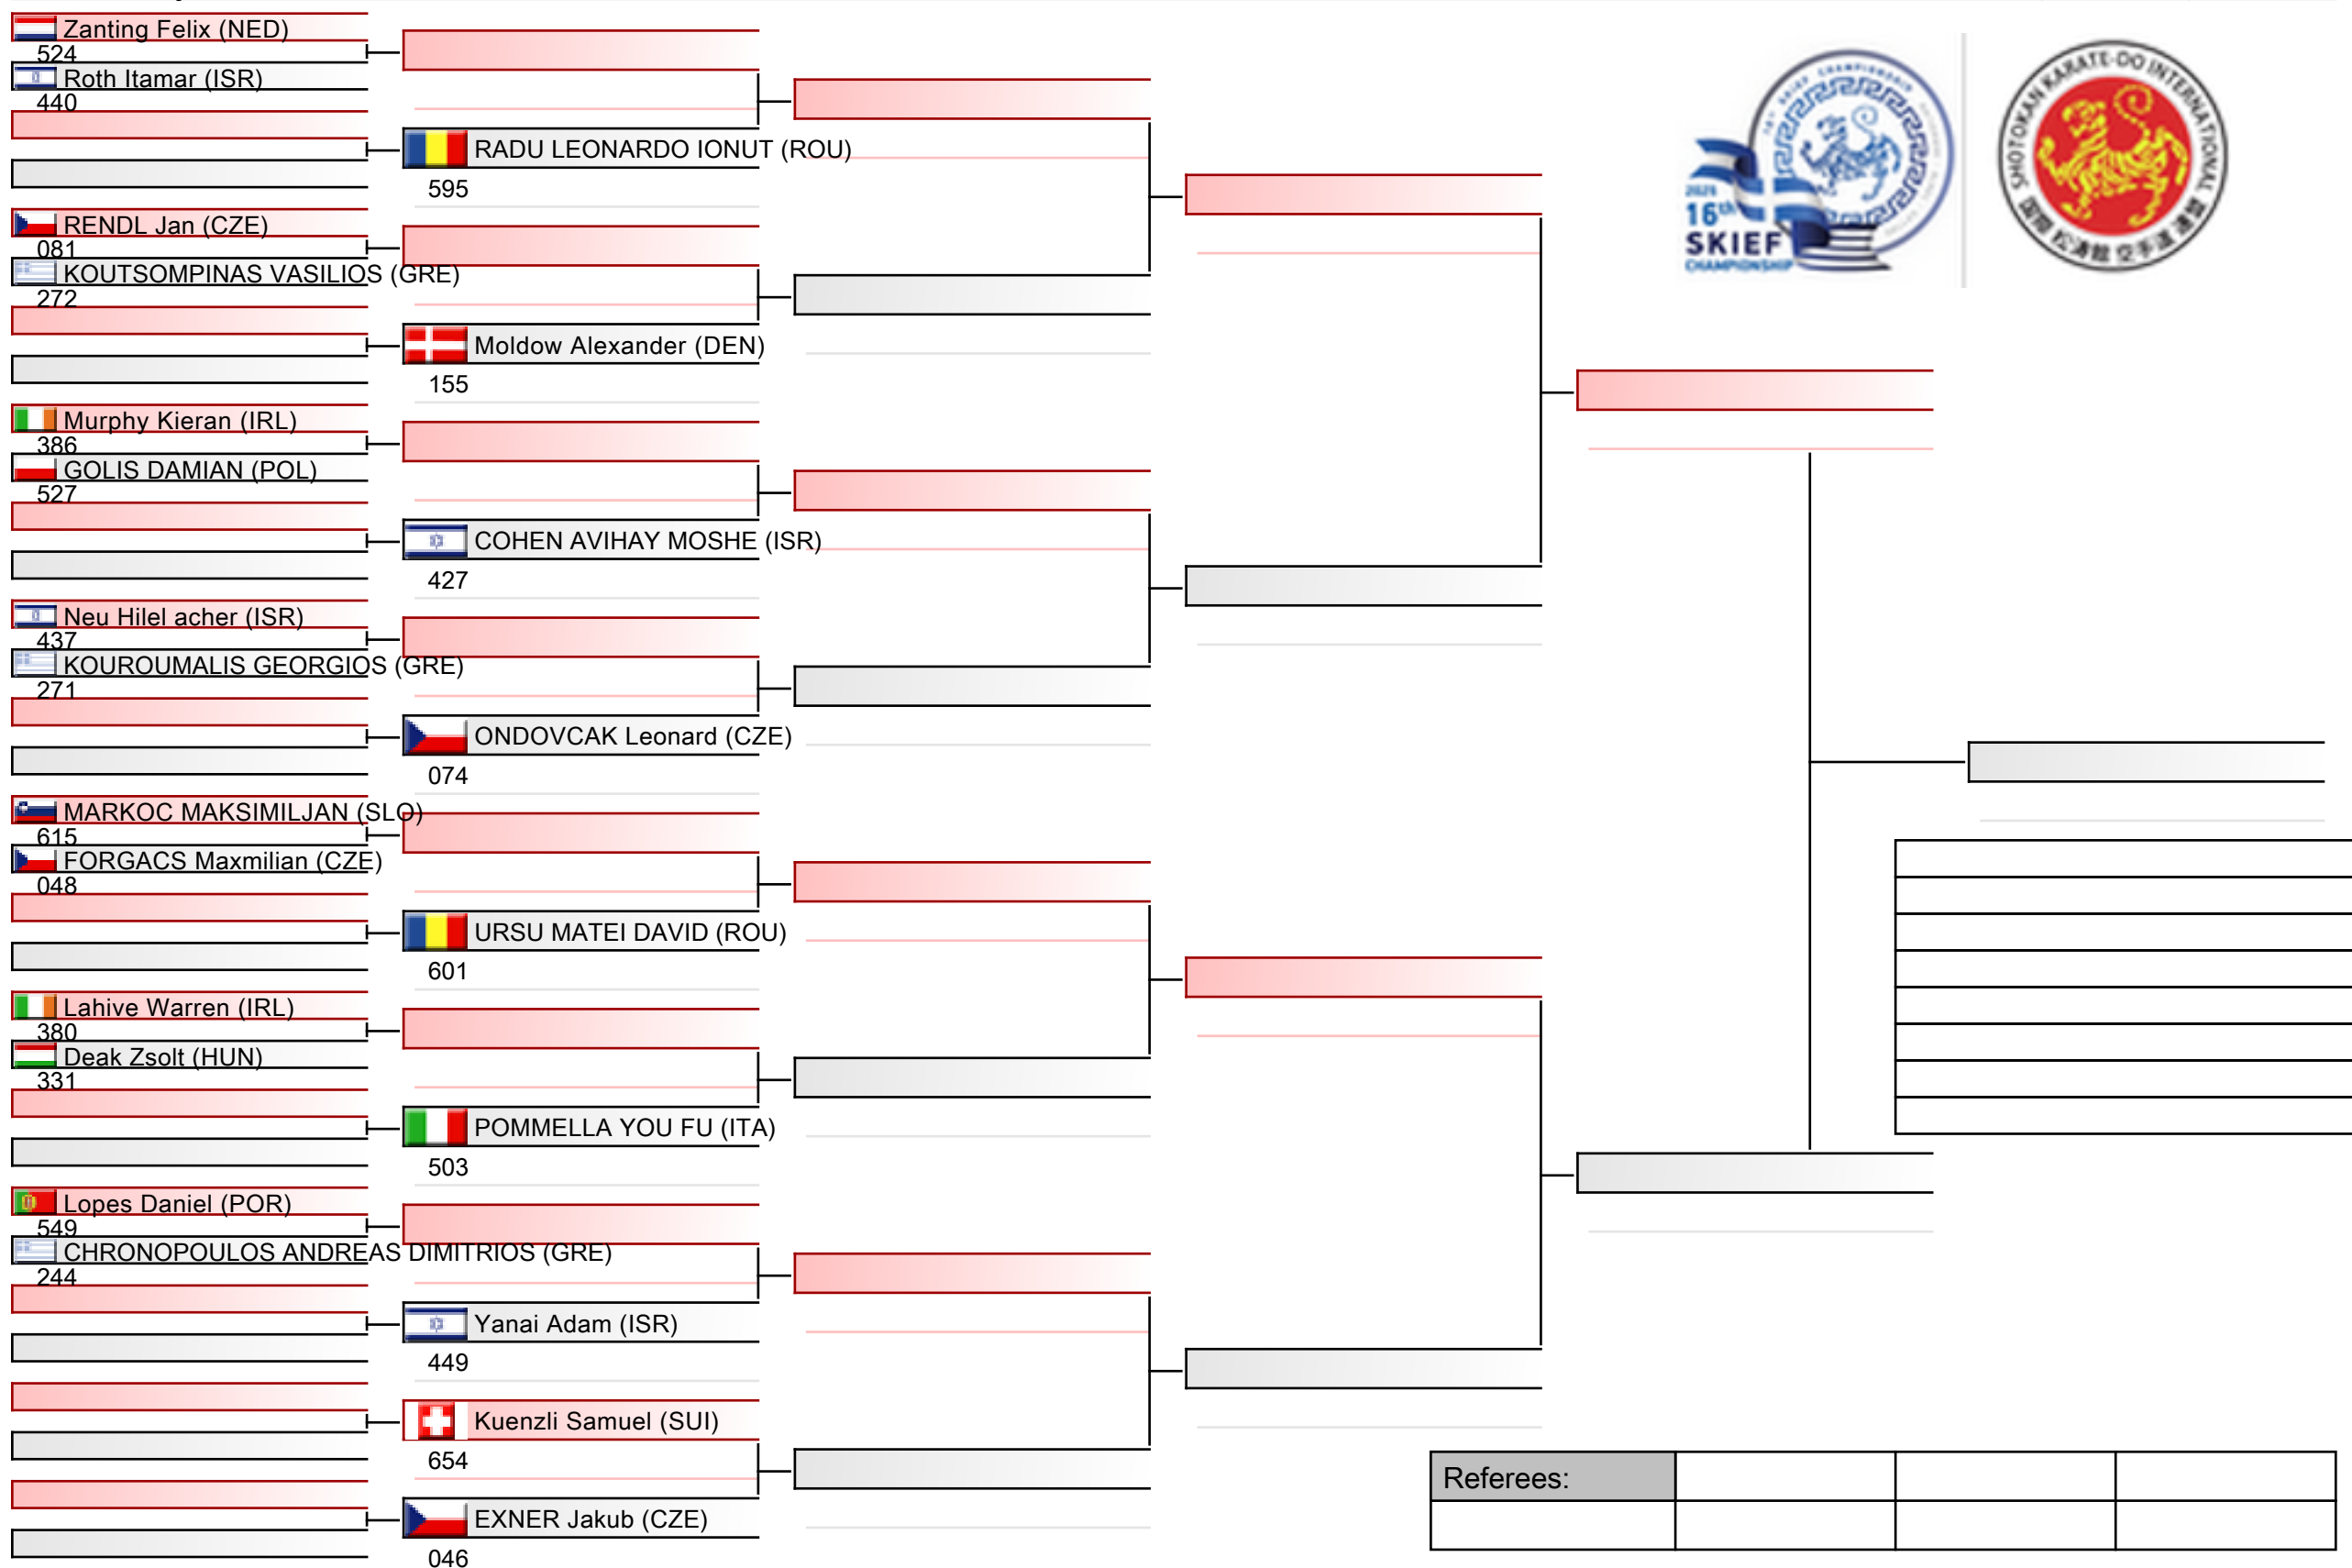 Zanting Felix (NED)
524
Roth Itamar (ISR)
440
RADU LEONARDO IONUT (ROU)
595
RENDL Jan (CZE)
081
KOUTSOMPINAS VASILIOS (GRE)
272
Moldow Alexander (DEN)
155
Murphy Kieran (IRL)
386
GOLIS DAMIAN (POL)
527
COHEN AVIHAY MOSHE (ISR)
427
Neu Hilel acher (ISR)
437
KOUROUMALIS GEORGIOS (GRE)
271
ONDOVCAK Leonard (CZE)
074
MARKOC MAKSIMILJAN (SLO)
615
FORGACS Maxmilian (CZE)
048
URSU MATEI DAVID (ROU)
601
Lahive Warren (IRL)
380
Deak Zsolt (HUN)
331
POMMELLA YOU FU (ITA)
503
Lopes Daniel (POR)
549
CHRONOPOULOS ANDREAS DIMITRIOS (GRE)
244
Yanai Adam (ISR)
449
Kuenzli Samuel (SUI)
654
EXNER Jakub (CZE)
046
16th
SKIEF
CHAMPIONSHIP
SHOTOKAN KARATE-DO INTERNATIONAL
Referees: